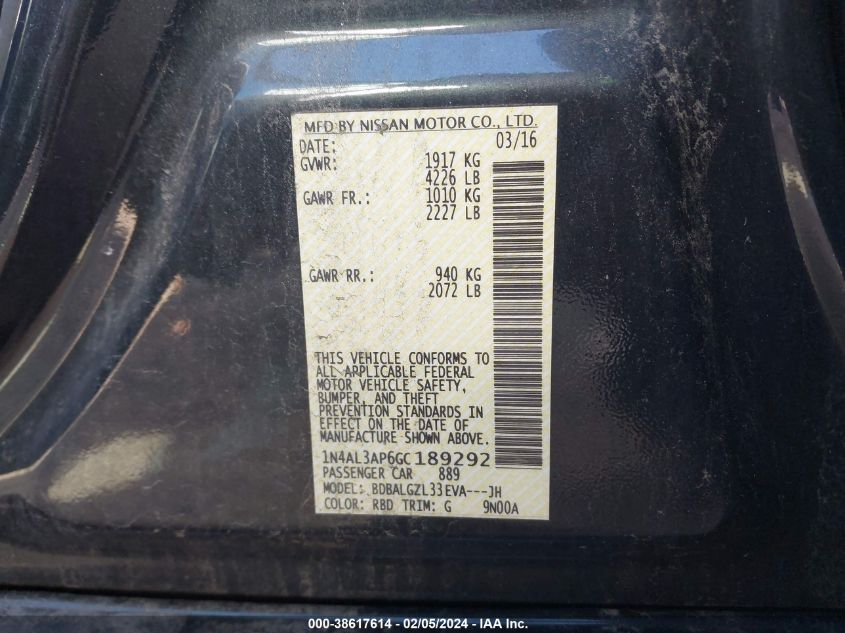 MFD BY NISSAN MOTOR CO., LTD.
DATE: 03/16
GVWR: 1917 KG
4226 LB
GAWR FR.: 1010 KG
2227 LB
GAWR RR.: 940 KG
2072 LB
THIS VEHICLE CONFORMS TO
ALL APPLICABLE FEDERAL
MOTOR VEHICLE SAFETY,
BUMPER, AND THEFT
PREVENTION STANDARDS IN
EFFECT ON THE DATE OF
MANUFACTURE SHOWN ABOVE.
1N4AL3AP6GC189292
PASSENGER CAR 889
MODEL: BDBALGZL33EVA---JH
COLOR: RBD TRIM: G 9N00A
000-38617614 - 02/05/2024 - IAA Inc.